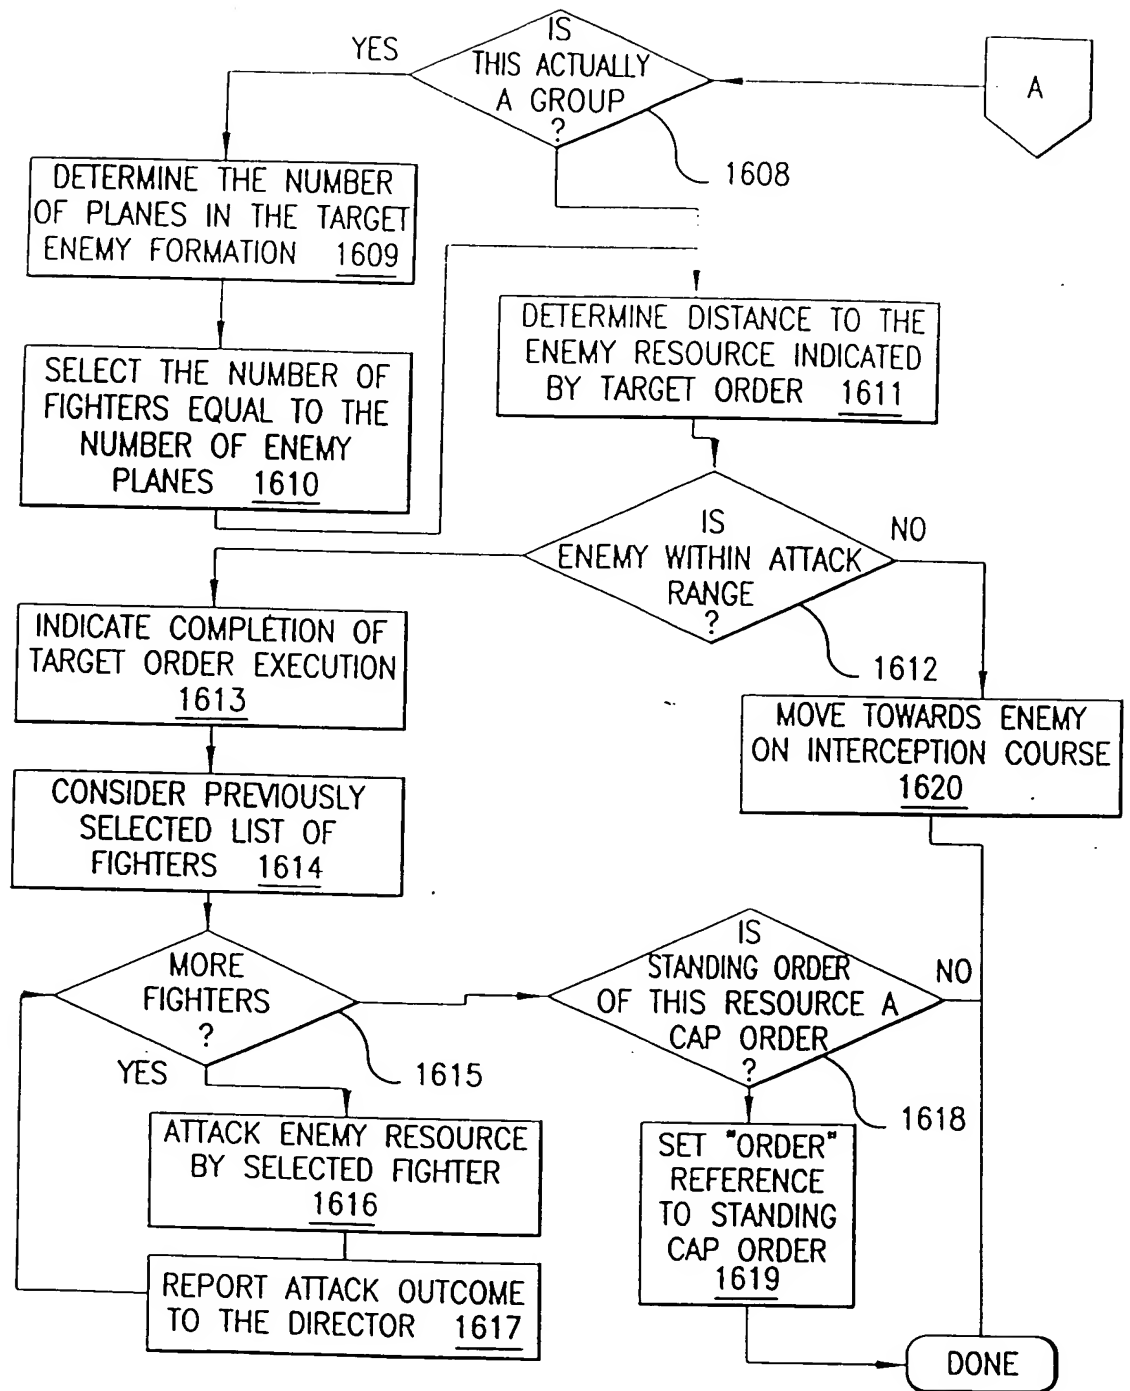 IS
THIS ACTUALLY
A GROUP
?
YES
A
1608
DETERMINE THE NUMBER
OF PLANES IN THE TARGET
ENEMY FORMATION 1609
DETERMINE DISTANCE TO THE
ENEMY RESOURCE INDICATED
BY TARGET ORDER 1611
SELECT THE NUMBER OF
FIGHTERS EQUAL TO THE
NUMBER OF ENEMY
PLANES 1610
IS
ENEMY WITHIN ATTACK
RANGE
?
NO
1612
INDICATE COMPLETION OF
TARGET ORDER EXECUTION
1613
MOVE TOWARDS ENEMY
ON INTERCEPTION COURSE
1620
CONSIDER PREVIOUSLY
SELECTED LIST OF
FIGHTERS 1614
MORE
FIGHTERS
?
YES
1615
IS
STANDING ORDER
OF THIS RESOURCE A
CAP ORDER
?
NO
1618
ATTACK ENEMY RESOURCE
BY SELECTED FIGHTER
1616
SET "ORDER"
REFERENCE
TO STANDING
CAP ORDER
1619
REPORT ATTACK OUTCOME
TO THE DIRECTOR 1617
DONE